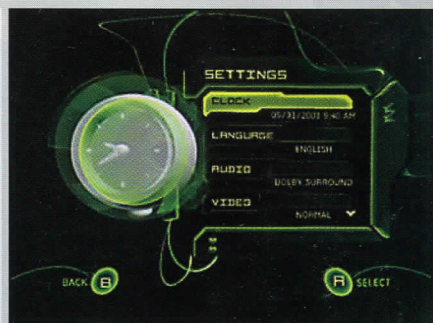 SETTINGS
CLOCK
05/31/2001 9:40 AM
LANGUAGE
ENGLISH
AUDIO
DOLBY SURROUND
VIDEO
NORMAL
BACK B
A SELECT